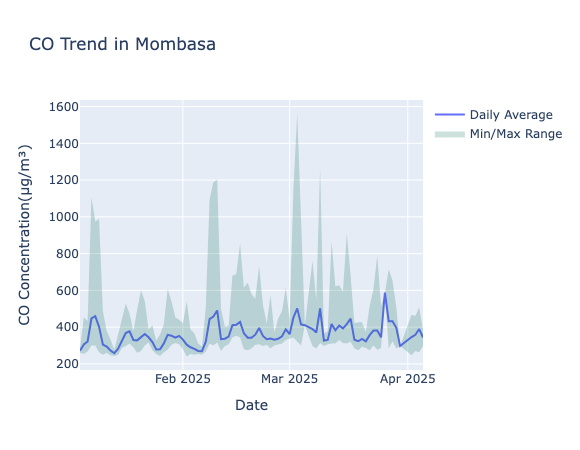 CO Trend in Mombasa
Daily Average
Min/Max Range
CO Concentration(µg/m³)
1600
1400
1200
1000
800
600
400
200
Feb 2025
Mar 2025
Apr 2025
Date